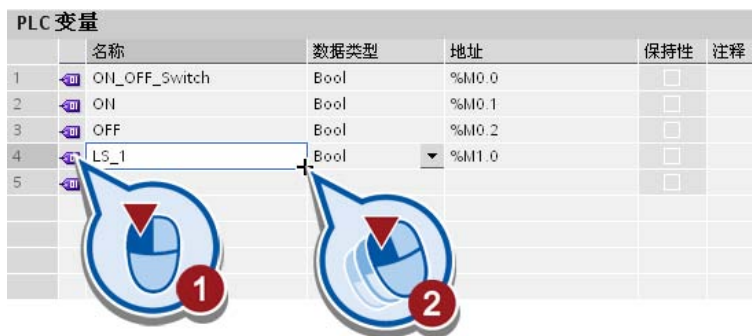 PLC 变量
名称 数据类型 地址 保持性 注释
1 ON_OFF_Switch Bool %M0.0
2 ON Bool %M0.1
3 OFF Bool %M0.2
4 LS_1 Bool %M1.0
5
1 2